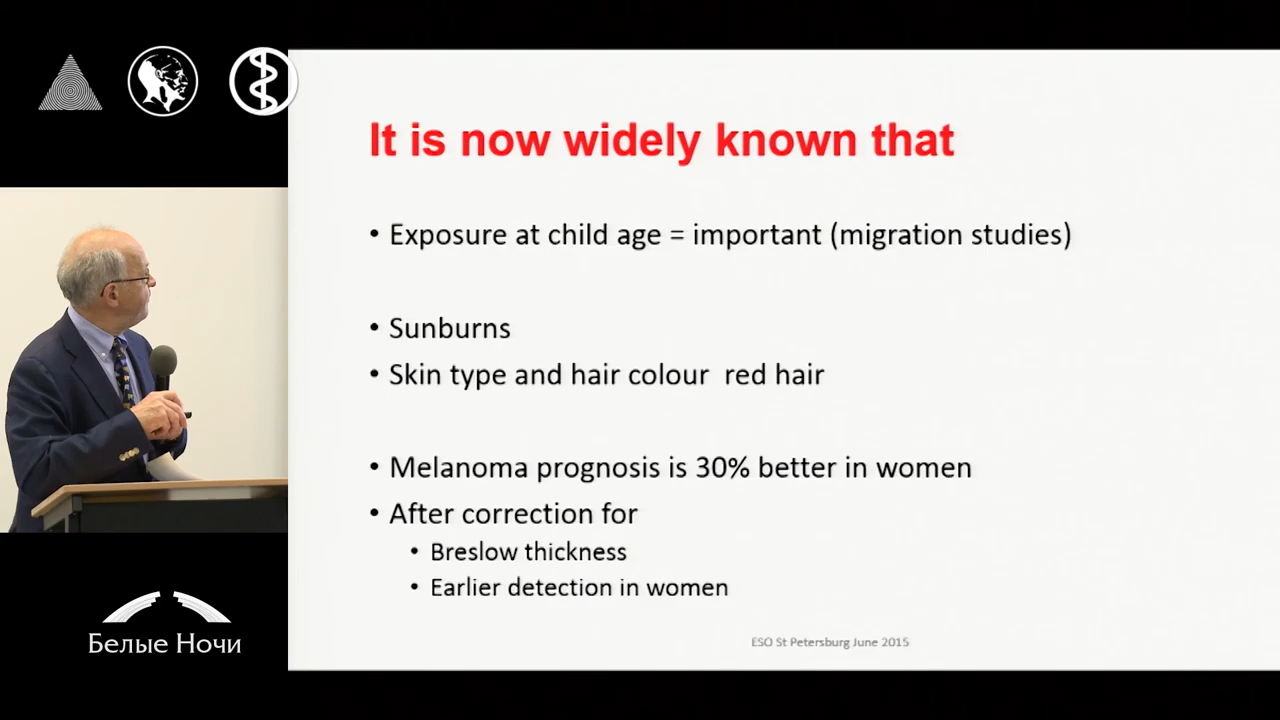 It is now widely known that
• Exposure at child age = important (migration studies)
• Sunburns
• Skin type and hair colour  red hair
• Melanoma prognosis is 30% better in women
• After correction for
• Breslow thickness
• Earlier detection in women
ESO St Petersburg June 2015
Белые Ночи